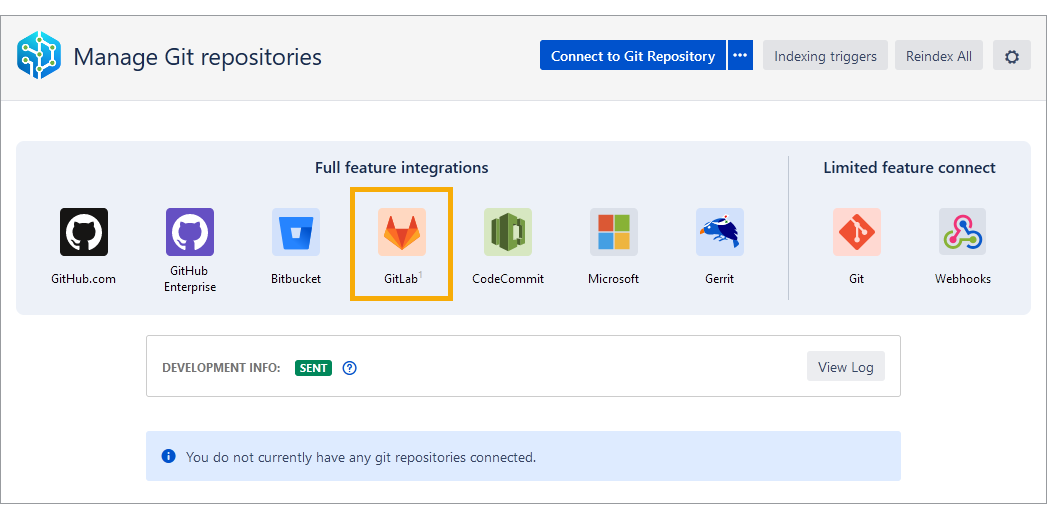 Manage Git repositories
Connect to Git Repository
Indexing triggers
Reindex All
Full feature integrations
Limited feature connect
GitHub.com
GitHub
Enterprise
Bitbucket
GitLab1
CodeCommit
Microsoft
Gerrit
Git
Webhooks
DEVELOPMENT INFO: SENT
View Log
You do not currently have any git repositories connected.